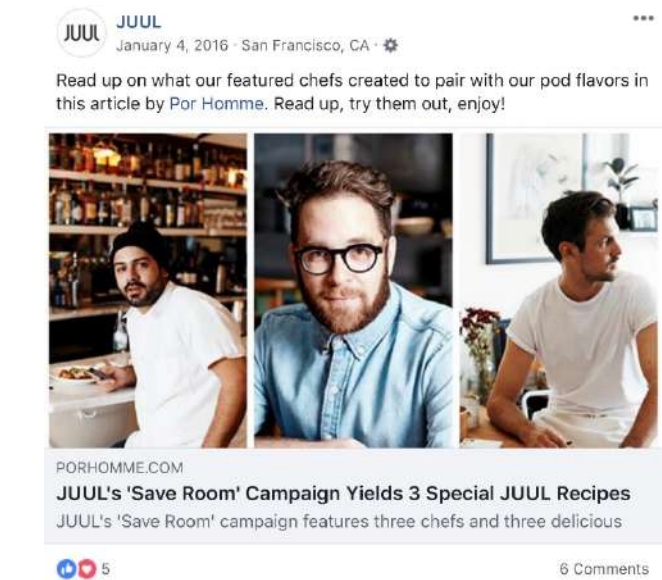 JUUL
JUUL
January 4, 2016 · San Francisco, CA ·
Read up on what our featured chefs created to pair with our pod flavors in
this article by Por Homme. Read up, try them out, enjoy!
PORHOMME.COM
JUUL's 'Save Room' Campaign Yields 3 Special JUUL Recipes
JUUL's 'Save Room' campaign features three chefs and three delicious
5
6 Comments